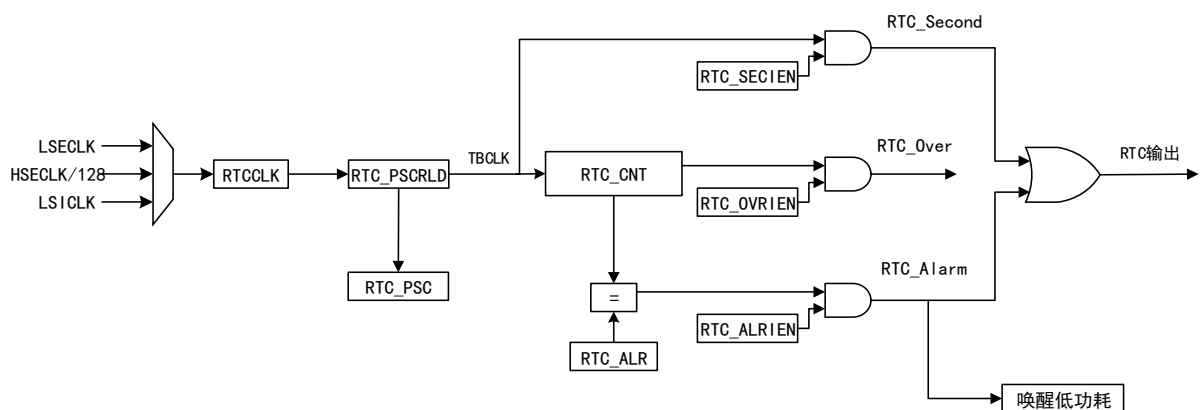 RTC_Second
RTC_SECIEN
LSECLK
HSECLK/128
LSICLK
RTCCLK
RTC_PSCRLD
TBCLK
RTC_CNT
RTC_Over
RTC_OVRIEN
RTC输出
RTC_PSC
=
RTC_Alarm
RTC_ALRIEN
RTC_ALR
唤醒低功耗